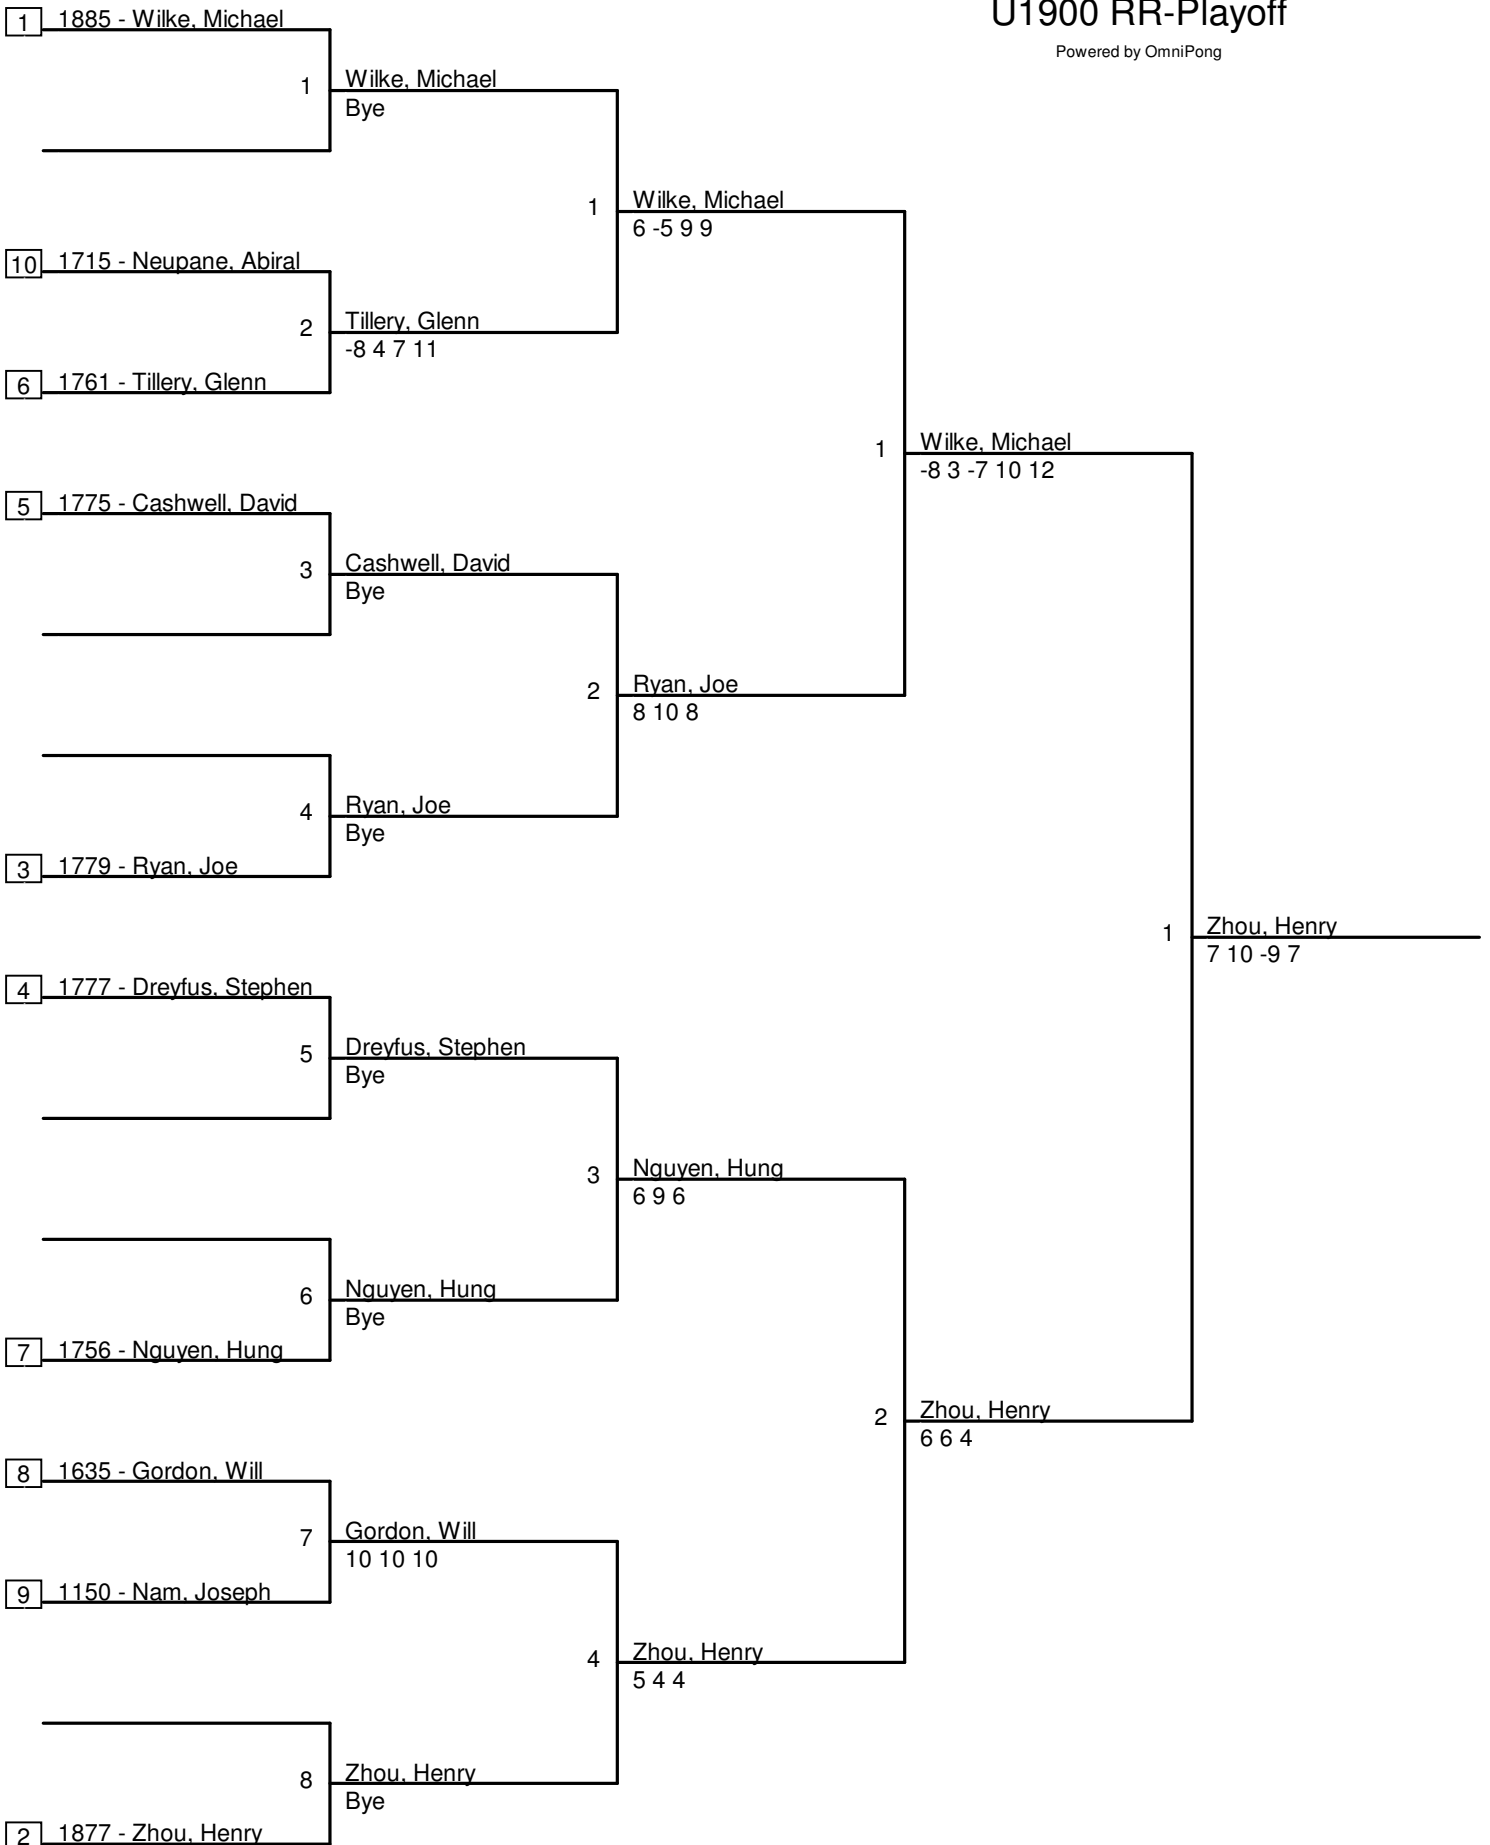 U1900 RR-Playoff
Powered by OmniPong
1 1885 - Wilke, Michael
1 Wilke, Michael
Bye
1 Wilke, Michael
6 -5 9 9
10 1715 - Neupane, Abiral
2 Tillery, Glenn
-8 4 7 11
6 1761 - Tillery, Glenn
1 Wilke, Michael
-8 3 -7 10 12
5 1775 - Cashwell, David
3 Cashwell, David
Bye
2 Ryan, Joe
8 10 8
4 Ryan, Joe
Bye
3 1779 - Ryan, Joe
1 Zhou, Henry
7 10 -9 7
4 1777 - Dreyfus, Stephen
5 Dreyfus, Stephen
Bye
3 Nguyen, Hung
6 9 6
6 Nguyen, Hung
Bye
7 1756 - Nguyen, Hung
2 Zhou, Henry
6 6 4
8 1635 - Gordon, Will
7 Gordon, Will
10 10 10
9 1150 - Nam, Joseph
4 Zhou, Henry
5 4 4
8 Zhou, Henry
Bye
2 1877 - Zhou, Henry